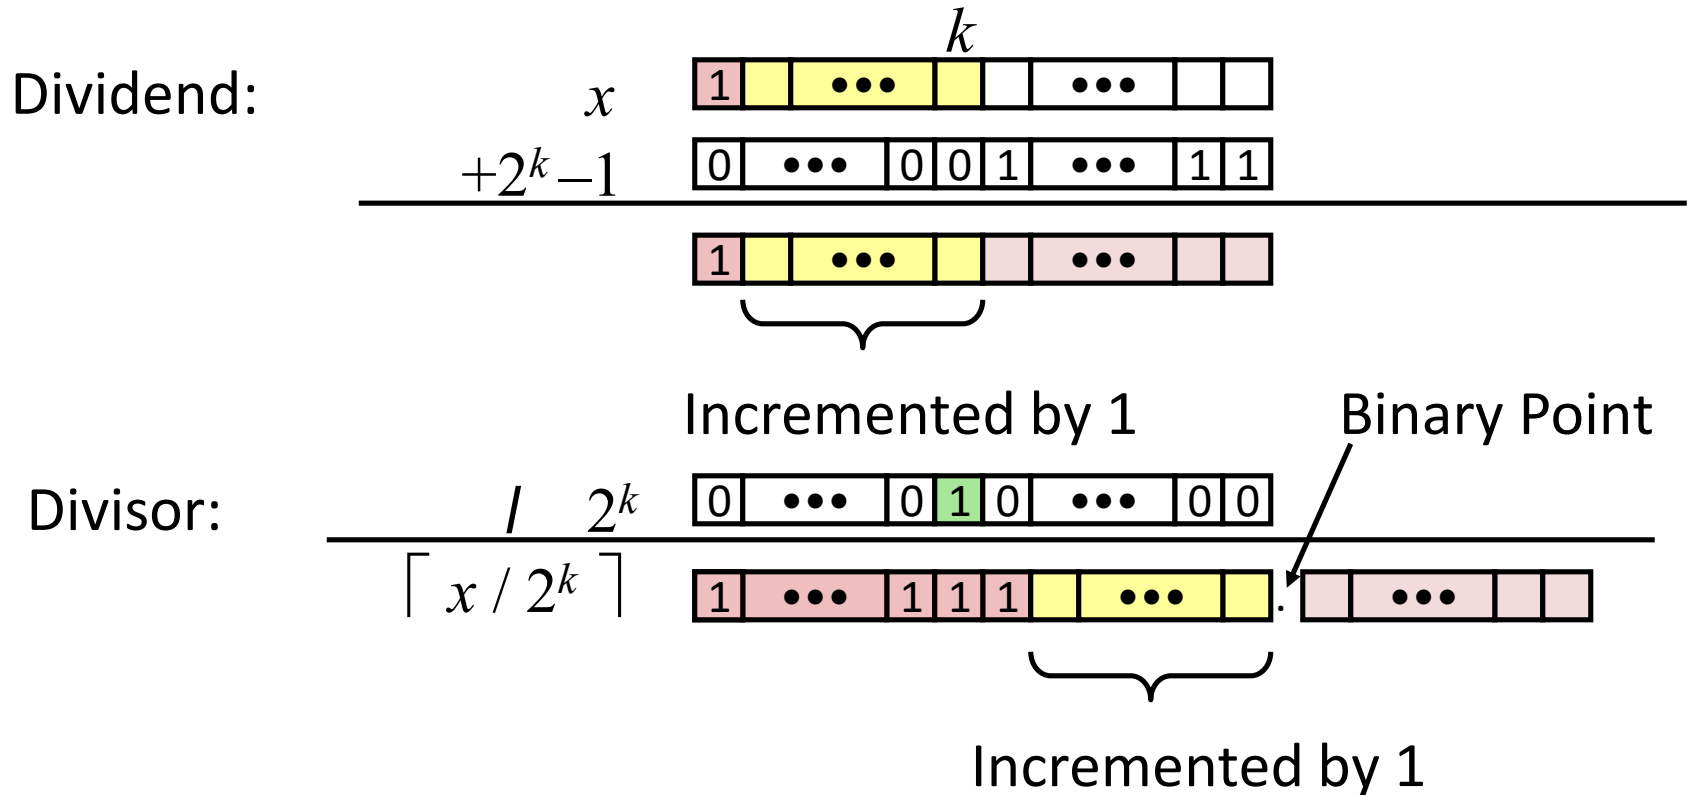 k
Dividend: x 1 ••• •••
+2^k –1 0 ••• 0 0 1 ••• 1 1
1 ••• •••
Incremented by 1 Binary Point
Divisor: / 2^k 0 ••• 0 1 0 ••• 0 0
⌈ x / 2^k ⌉ 1 ••• 1 1 1 ••• . •••
Incremented by 1